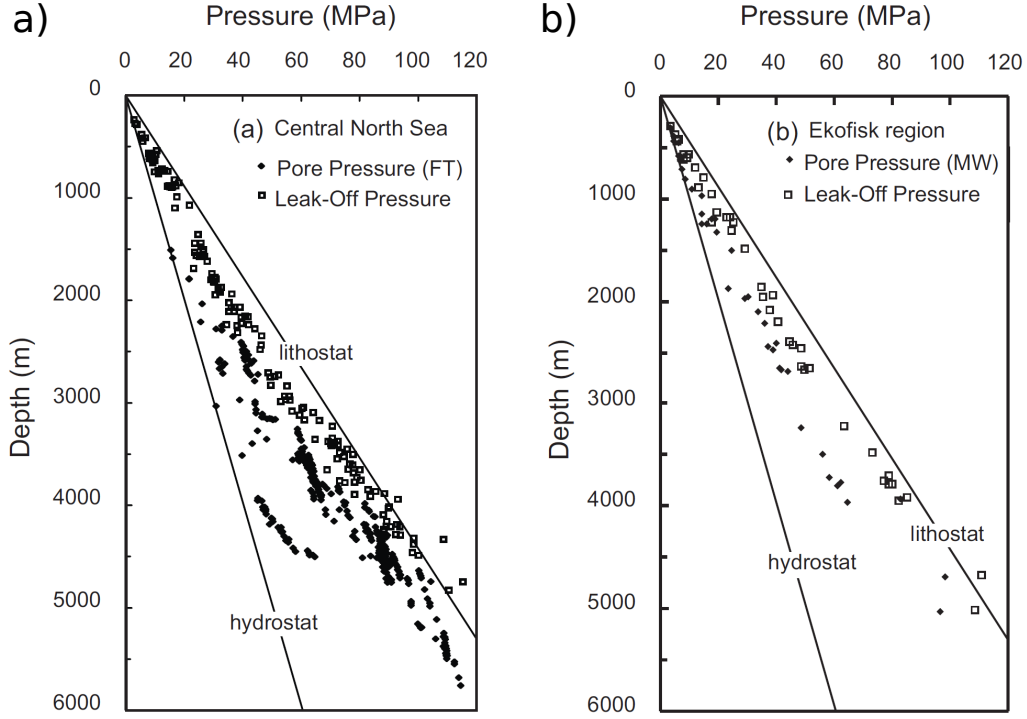 a)
Pressure (MPa)
0 20 40 60 80 100 120
Depth (m)
0
1000
2000
3000
4000
5000
6000
(a) Central North Sea
Pore Pressure (FT)
Leak-Off Pressure
lithostat
hydrostat
b)
Pressure (MPa)
0 20 40 60 80 100 120
Depth (m)
0
1000
2000
3000
4000
5000
6000
(b) Ekofisk region
Pore Pressure (MW)
Leak-Off Pressure
lithostat
hydrostat